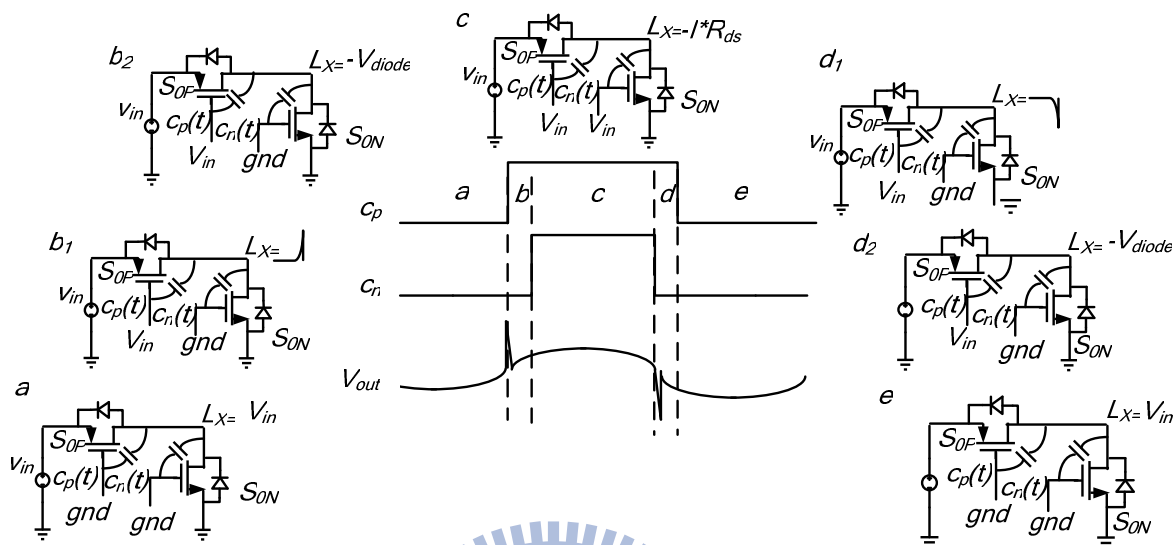 b2
LX=-Vdiode
S0P
vin
cp(t)
cn(t)
Vin
gnd
S0N
c
LX=-I*Rds
S0P
vin
cp(t)
cn(t)
Vin
Vin
S0N
d1
LX=
S0P
vin
cp(t)
cn(t)
Vin
gnd
S0N
a
b
c
d
e
cp
cn
Vout
b1
LX=
S0P
vin
cp(t)
cn(t)
Vin
gnd
S0N
d2
LX=-Vdiode
S0P
vin
cp(t)
cn(t)
Vin
gnd
S0N
a
LX= Vin
S0P
vin
cp(t)
cn(t)
gnd
gnd
S0N
e
LX=Vin
S0P
cp(t)
cn(t)
gnd
gnd
S0N